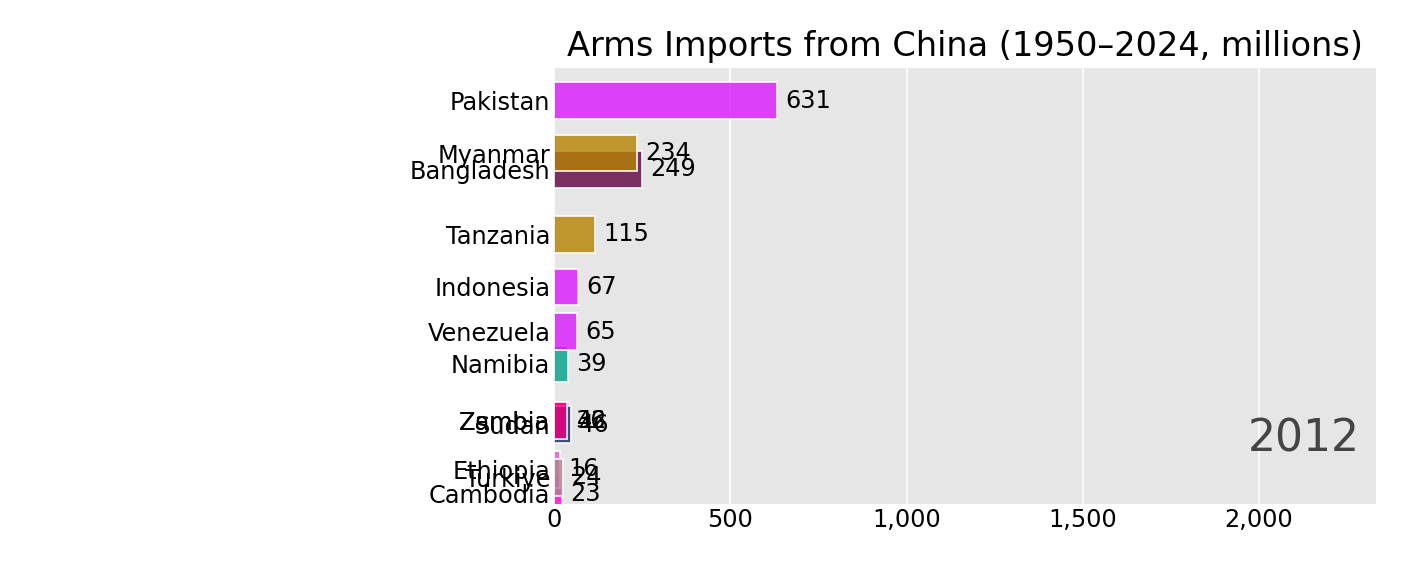 Arms Imports from China (1950–2024, millions)
Pakistan 631
Myanmar 234
Bangladesh 249
Tanzania 115
Indonesia 67
Venezuela 65
Namibia 39
Zambia
Sudan 46
2012
Ethiopia 16
Türkiye 24
Cambodia 23
0 500 1,000 1,500 2,000